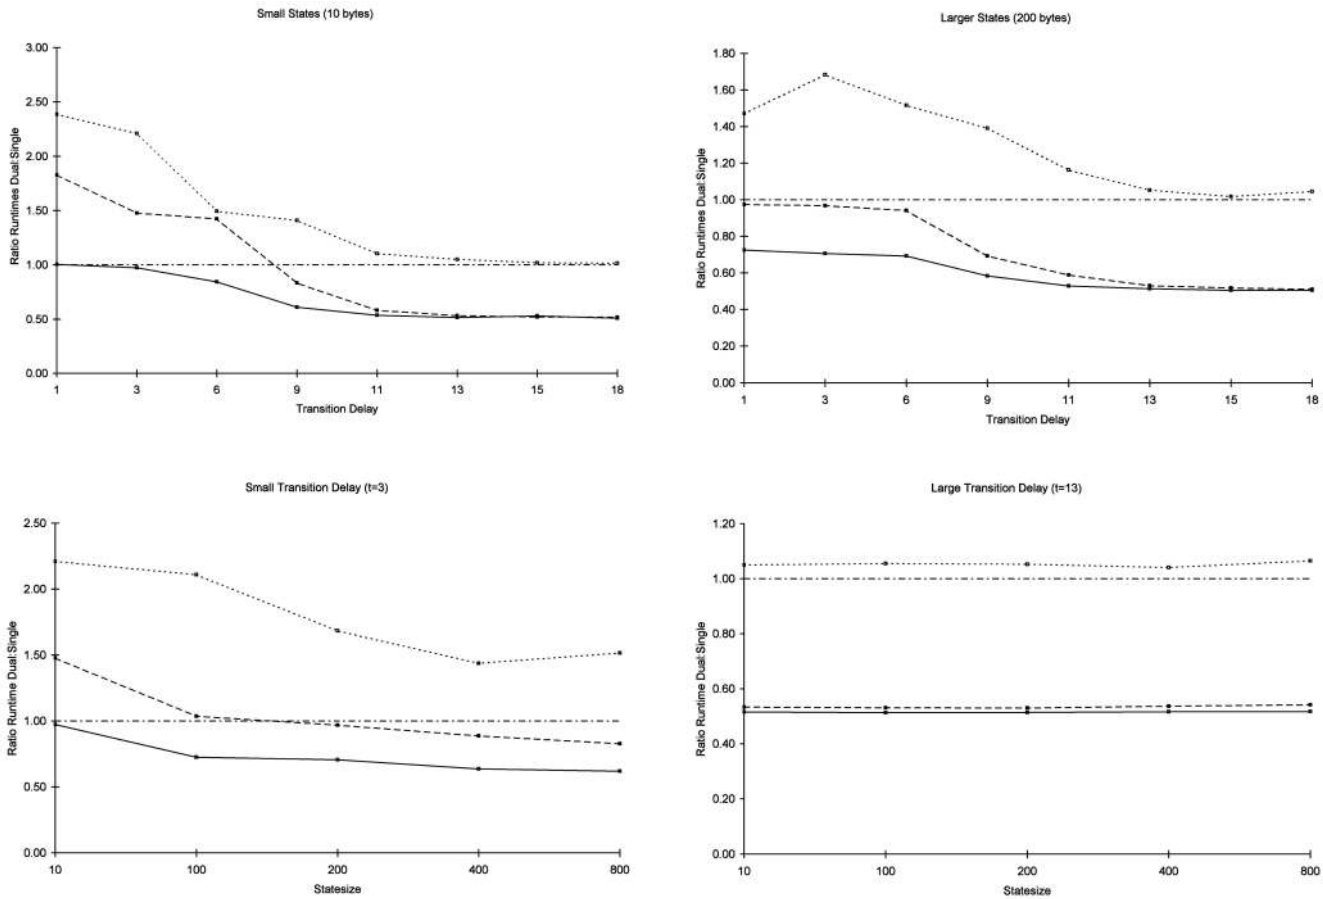 Small States (10 bytes)
3.00
2.50
2.00
1.50
1.00
0.50
0.00
Ratio Runtimes Dual:Single
1 3 6 9 11 13 15 18
Transition Delay
Larger States (200 bytes)
1.80
1.60
1.40
1.20
1.00
0.80
0.60
0.40
0.20
0.00
Ratio Runtimes Dual:Single
1 3 6 9 11 13 15 18
Transition Delay
Small Transition Delay (t=3)
2.50
2.00
1.50
1.00
0.50
0.00
Ratio Runtime Dual:Single
10 100 200 400 800
Statesize
Large Transition Delay (t=13)
1.20
1.00
0.80
0.60
0.40
0.20
0.00
Ratio Runtime Dual:Single
10 100 200 400 800
Statesize